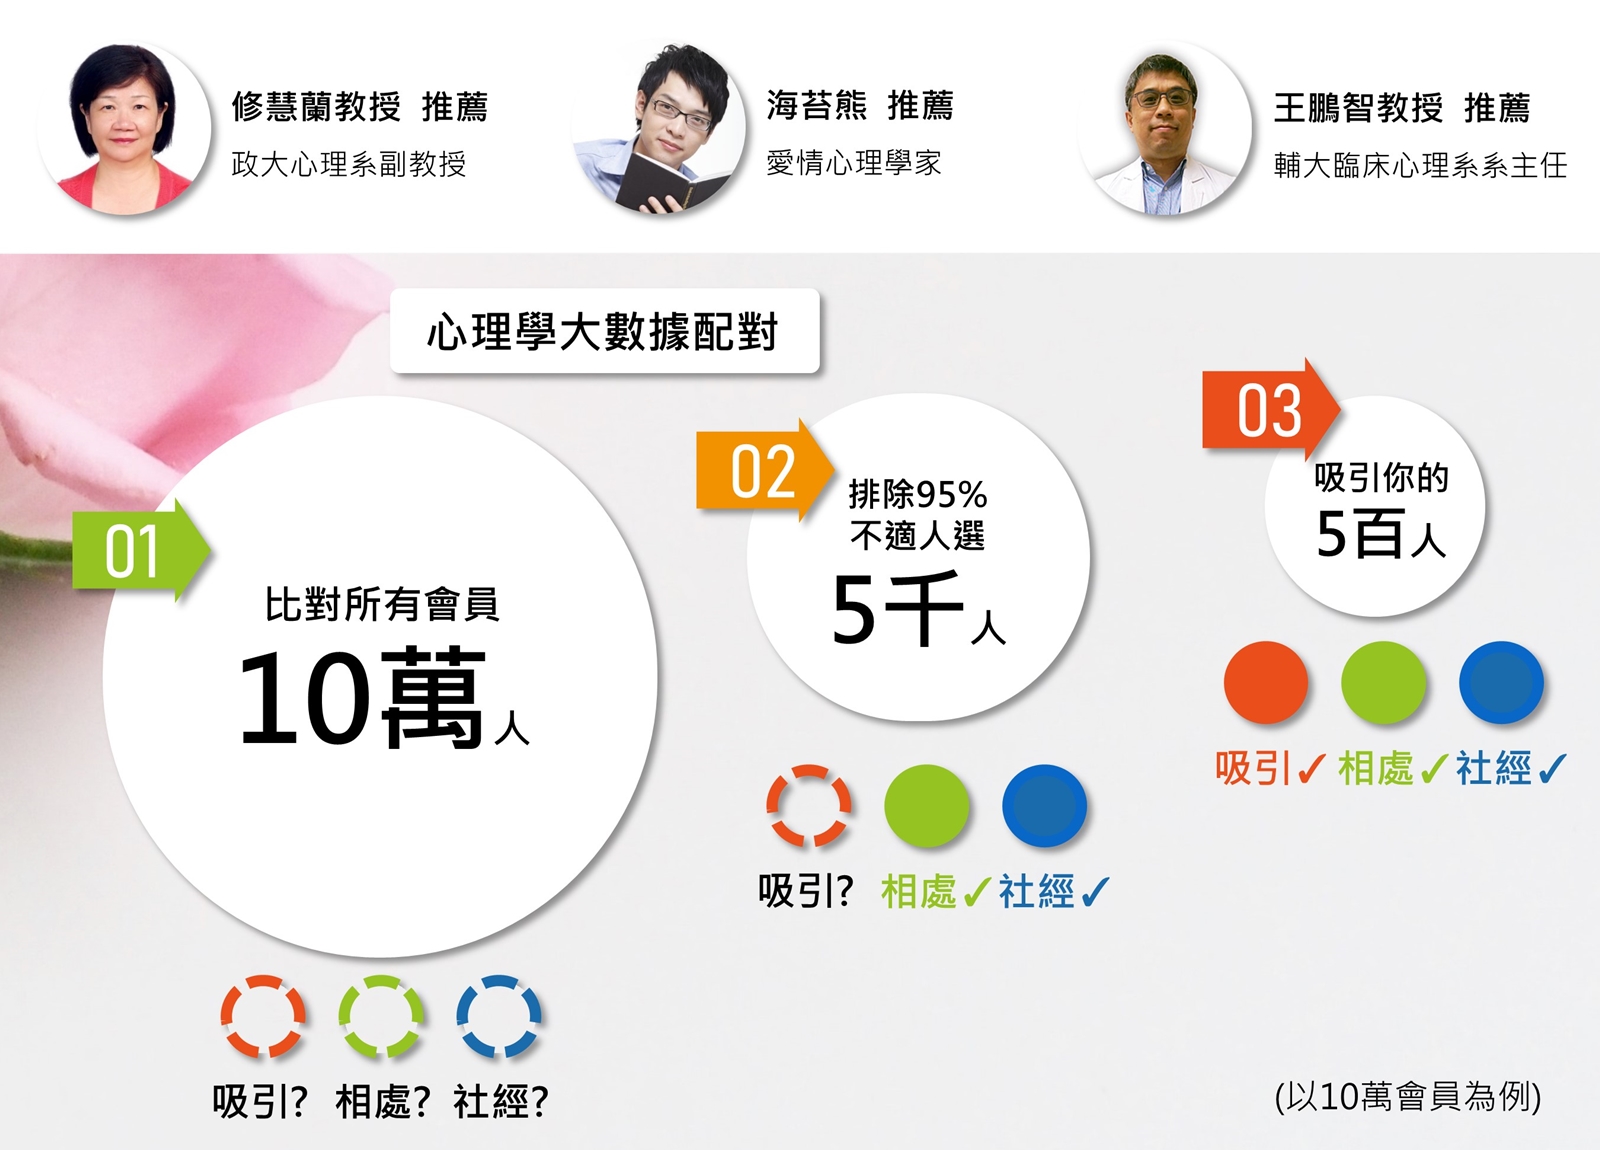 修慧蘭教授 推薦
政大心理系副教授
海苔熊 推薦
愛情心理學家
王鵬智教授 推薦
輔大臨床心理系系主任
心理學大數據配對
01
比對所有會員
10萬人
吸引? 相處? 社經?
02
排除95%
不適人選
5千人
吸引? 相處✓ 社經✓
03
吸引你的
5百人
吸引✓ 相處✓ 社經✓
(以10萬會員為例)